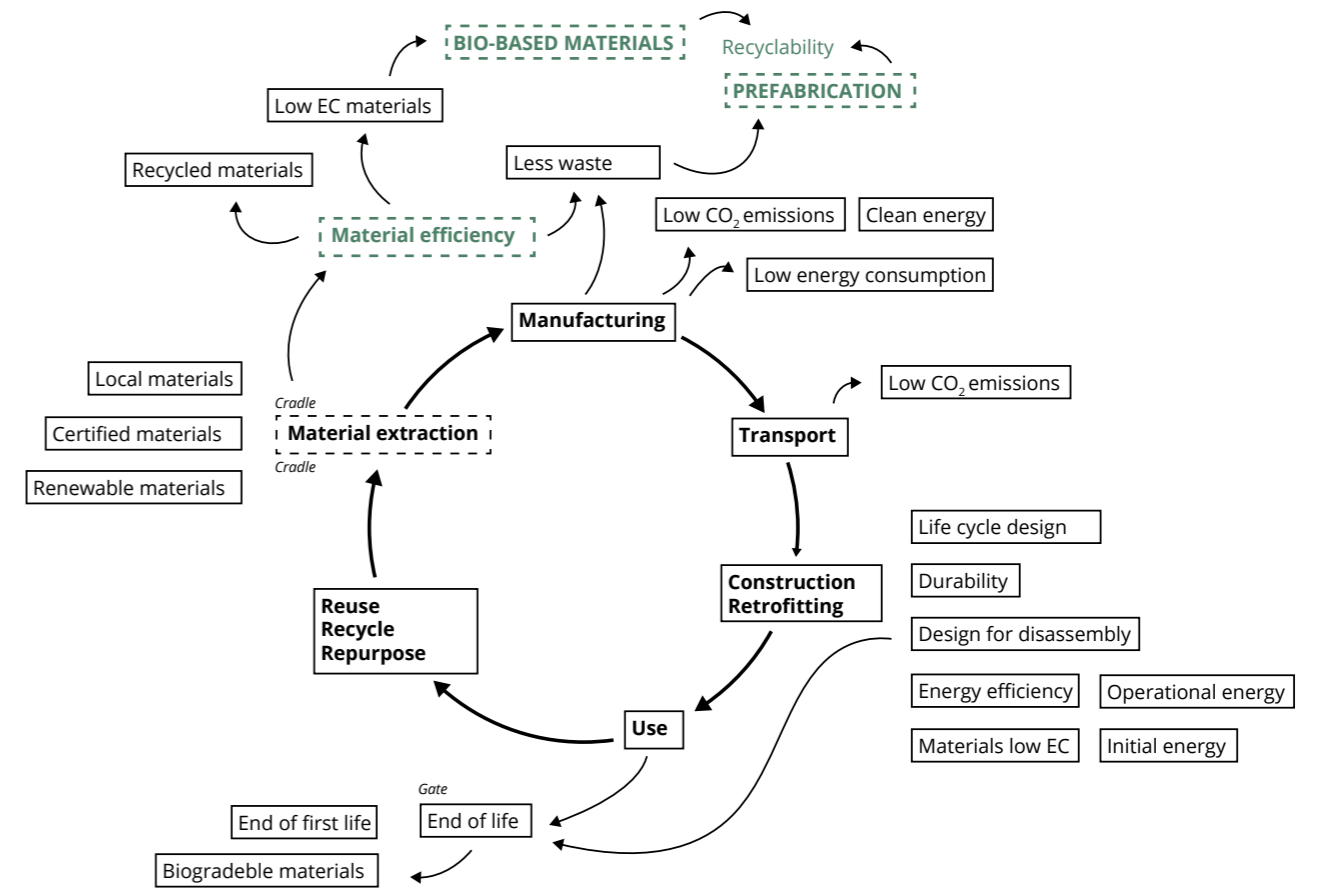 BIO-BASED MATERIALS
Recyclability
PREFABRICATION
Low EC materials
Recycled materials
Less waste
Low CO2 emissions
Clean energy
Material efficiency
Low energy consumption
Manufacturing
Local materials
Low CO2 emissions
Cradle
Certified materials
Material extraction
Transport
Cradle
Renewable materials
Life cycle design
Construction
Retrofitting
Durability
Reuse
Recycle
Repurpose
Design for disassembly
Energy efficiency
Operational energy
Use
Materials low EC
Initial energy
Gate
End of first life
End of life
Biogradeble materials